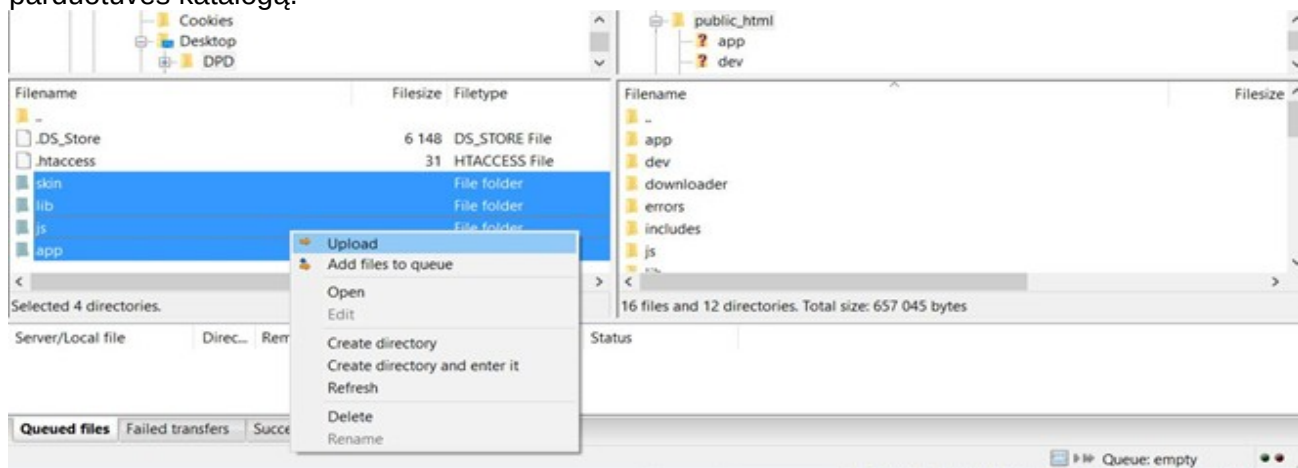 parduotuvės katalogą.
Cookies
Desktop
DPD
public_html
? app
? dev
Filename Filesize Filetype
..
.DS_Store 6 148 DS_STORE File
.htaccess 31 HTACCESS File
skin File folder
lib File folder
js File folder
app
Selected 4 directories.
Upload
Add files to queue
Open
Edit
Create directory
Create directory and enter it
Refresh
Delete
Rename
Filename Filesize
..
app
dev
downloader
errors
includes
js
16 files and 12 directories. Total size: 657 045 bytes
Server/Local file Direc... Rem Status
Queued files Failed transfers Succe
Queue: empty